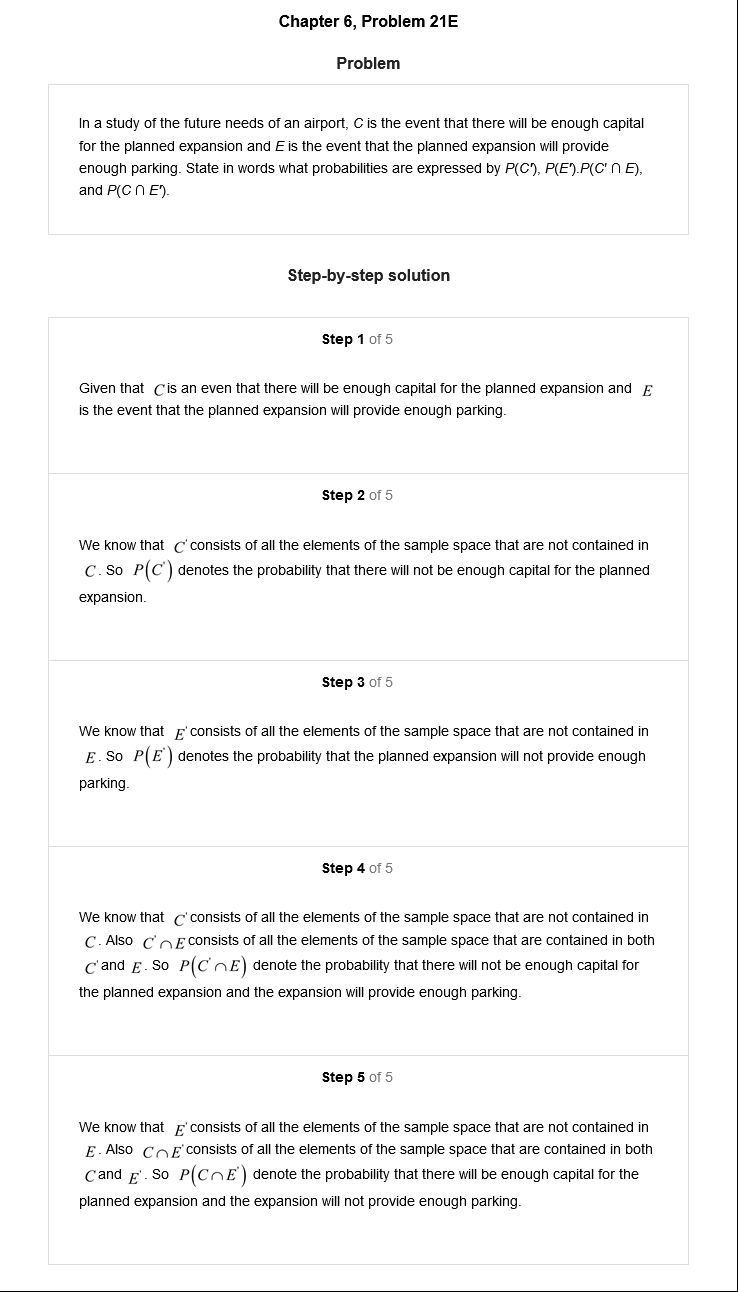 Chapter 6, Problem 21E
Problem
In a study of the future needs of an airport, C is the event that there will be enough capital
for the planned expansion and E is the event that the planned expansion will provide
enough parking. State in words what probabilities are expressed by P(C'), P(E').P(C' ∩ E),
and P(C ∩ E').
Step-by-step solution
Step 1 of 5
Given that C is an even that there will be enough capital for the planned expansion and E
is the event that the planned expansion will provide enough parking.
Step 2 of 5
We know that C' consists of all the elements of the sample space that are not contained in
C. So P(C') denotes the probability that there will not be enough capital for the planned
expansion.
Step 3 of 5
We know that E' consists of all the elements of the sample space that are not contained in
E. So P(E') denotes the probability that the planned expansion will not provide enough
parking.
Step 4 of 5
We know that C' consists of all the elements of the sample space that are not contained in
C. Also C' ∩ E consists of all the elements of the sample space that are contained in both
C' and E. So P(C' ∩ E) denote the probability that there will not be enough capital for
the planned expansion and the expansion will provide enough parking.
Step 5 of 5
We know that E' consists of all the elements of the sample space that are not contained in
E. Also C ∩ E' consists of all the elements of the sample space that are contained in both
C and E'. So P(C ∩ E') denote the probability that there will be enough capital for the
planned expansion and the expansion will not provide enough parking.